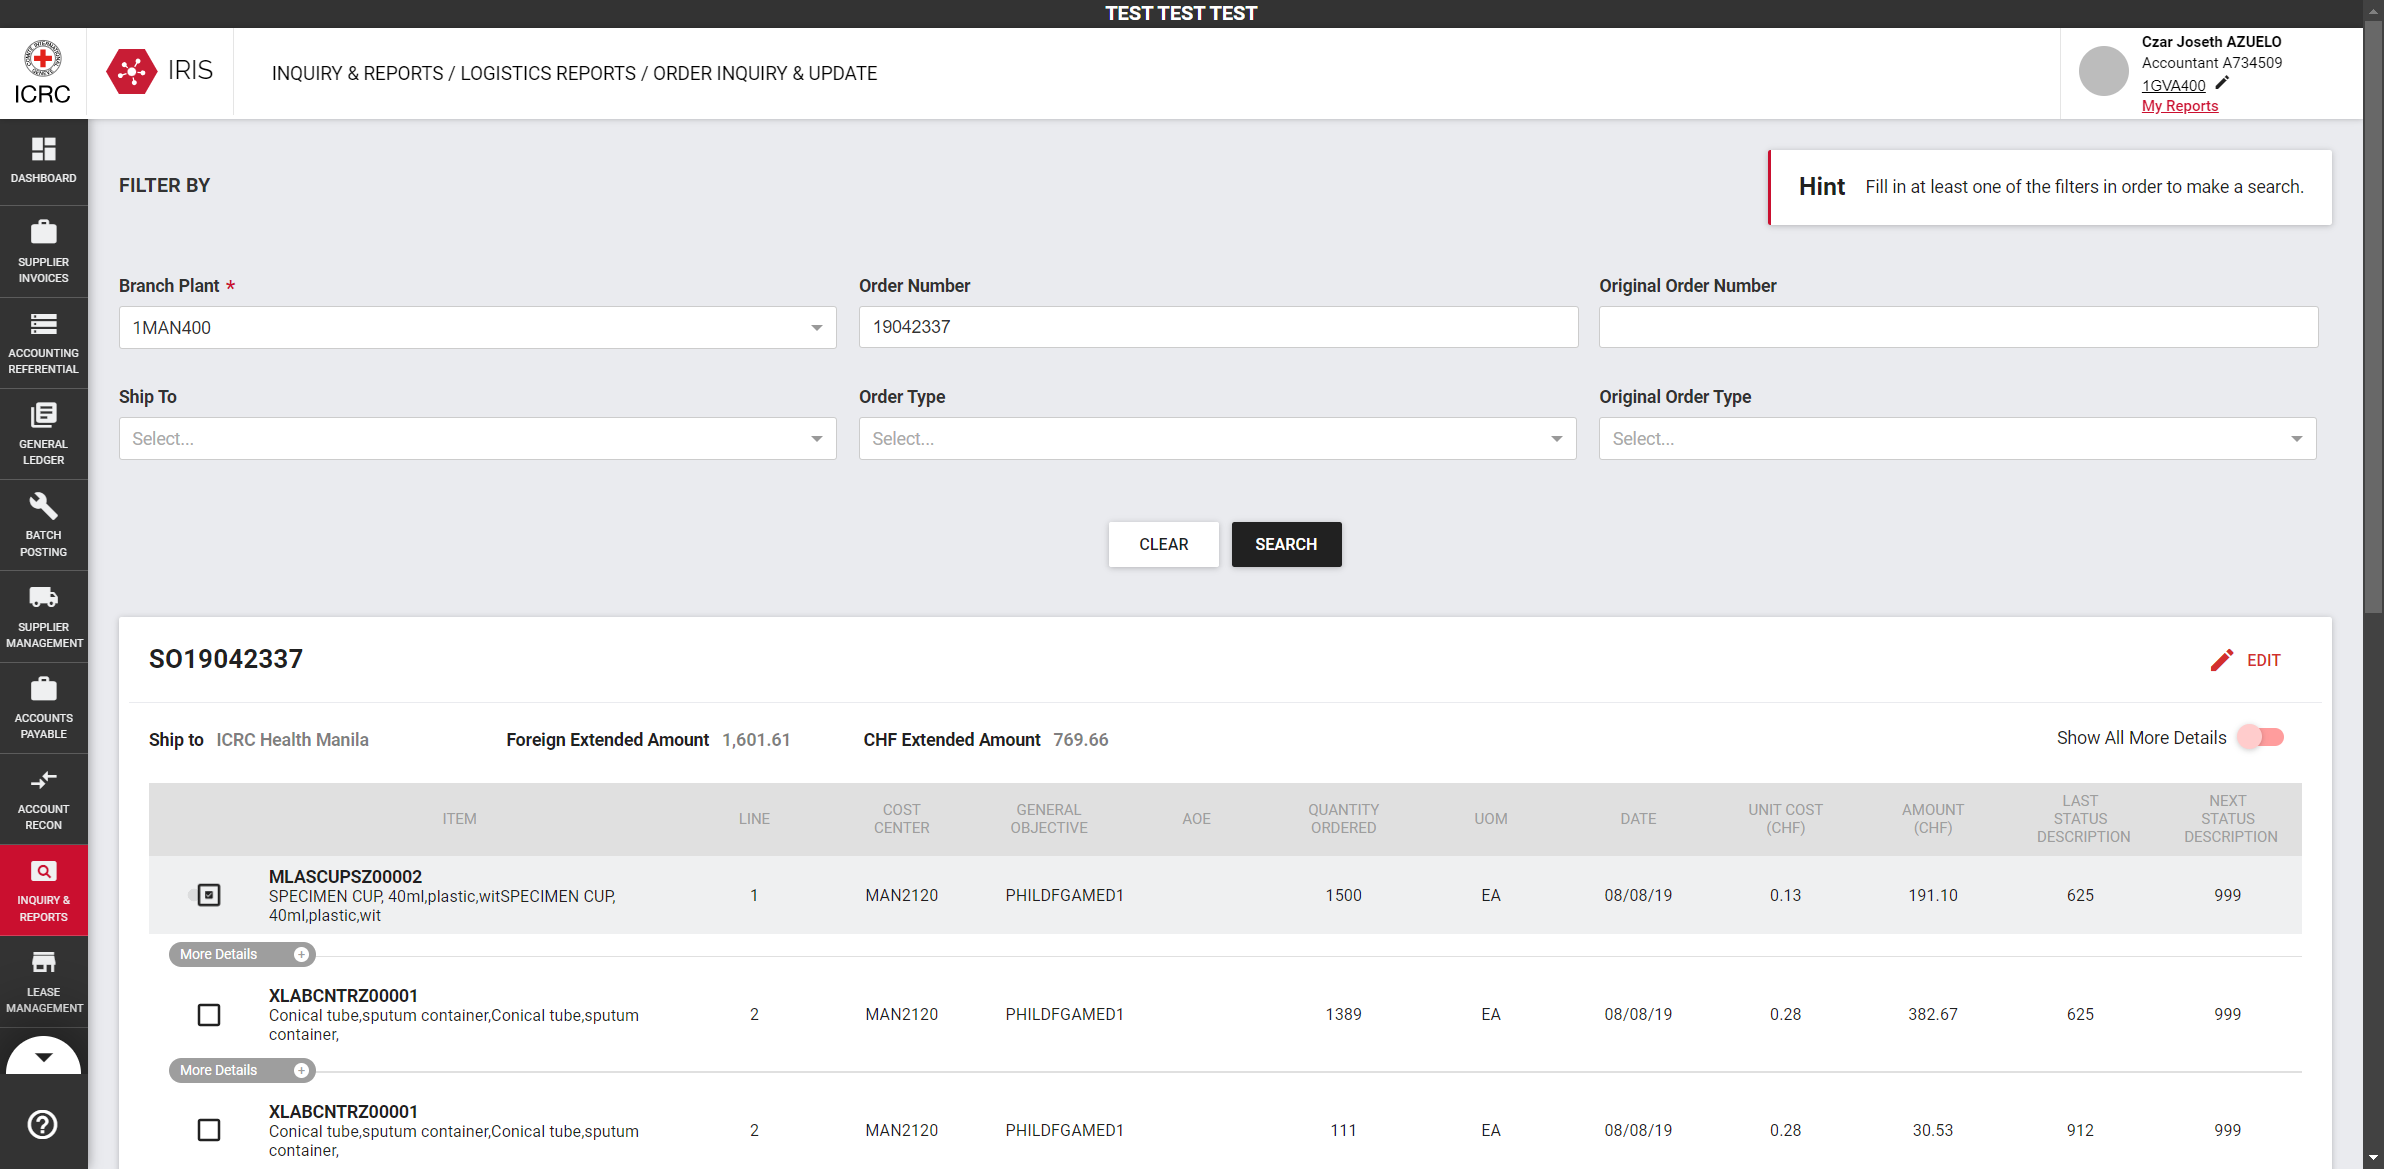 TEST TEST TEST
ICRC
IRIS
INQUIRY & REPORTS / LOGISTICS REPORTS / ORDER INQUIRY & UPDATE
Czar Joseth AZUELO
Accountant A734509
1GVA400
My Reports
DASHBOARD
SUPPLIER
INVOICES
ACCOUNTING
REFERENTIAL
GENERAL
LEDGER
BATCH
POSTING
SUPPLIER
MANAGEMENT
ACCOUNTS
PAYABLE
ACCOUNT
RECON
INQUIRY &
REPORTS
LEASE
MANAGEMENT
FILTER BY
Hint Fill in at least one of the filters in order to make a search.
Branch Plant * Order Number Original Order Number
1MAN400 19042337
Ship To Order Type Original Order Type
Select... Select... Select...
CLEAR SEARCH
SO19042337 EDIT
Ship to ICRC Health Manila Foreign Extended Amount 1,601.61 CHF Extended Amount 769.66 Show All More Details
ITEM LINE COST CENTER GENERAL OBJECTIVE AOE QUANTITY ORDERED UOM DATE UNIT COST (CHF) AMOUNT (CHF) LAST STATUS DESCRIPTION NEXT STATUS DESCRIPTION
MLASCUPSZ00002
SPECIMEN CUP, 40ml,plastic,witSPECIMEN CUP, 1 MAN2120 PHILDFGAMED1 1500 EA 08/08/19 0.13 191.10 625 999
40ml,plastic,wit
More Details
XLABCNTRZ00001
Conical tube,sputum container,Conical tube,sputum 2 MAN2120 PHILDFGAMED1 1389 EA 08/08/19 0.28 382.67 625 999
container,
More Details
XLABCNTRZ00001
Conical tube,sputum container,Conical tube,sputum 2 MAN2120 PHILDFGAMED1 111 EA 08/08/19 0.28 30.53 912 999
container,